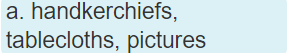 a. handkerchiefs,
tablecloths, pictures